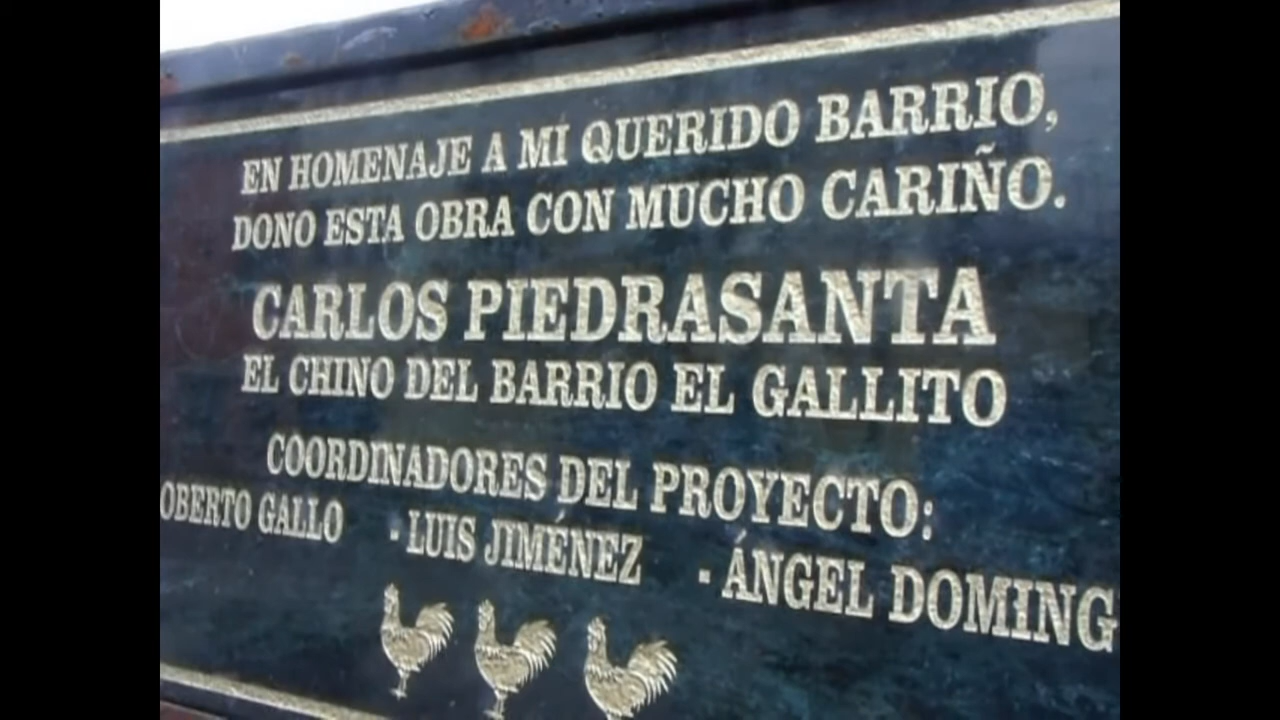 EN HOMENAJE A MI QUERIDO BARRIO,
DONO ESTA OBRA CON MUCHO CARIÑO.
CARLOS PIEDRASANTA
EL CHINO DEL BARRIO EL GALLITO
COORDINADORES DEL PROYECTO:
OBERTO GALLO - LUIS JIMÉNEZ - ÁNGEL DOMING